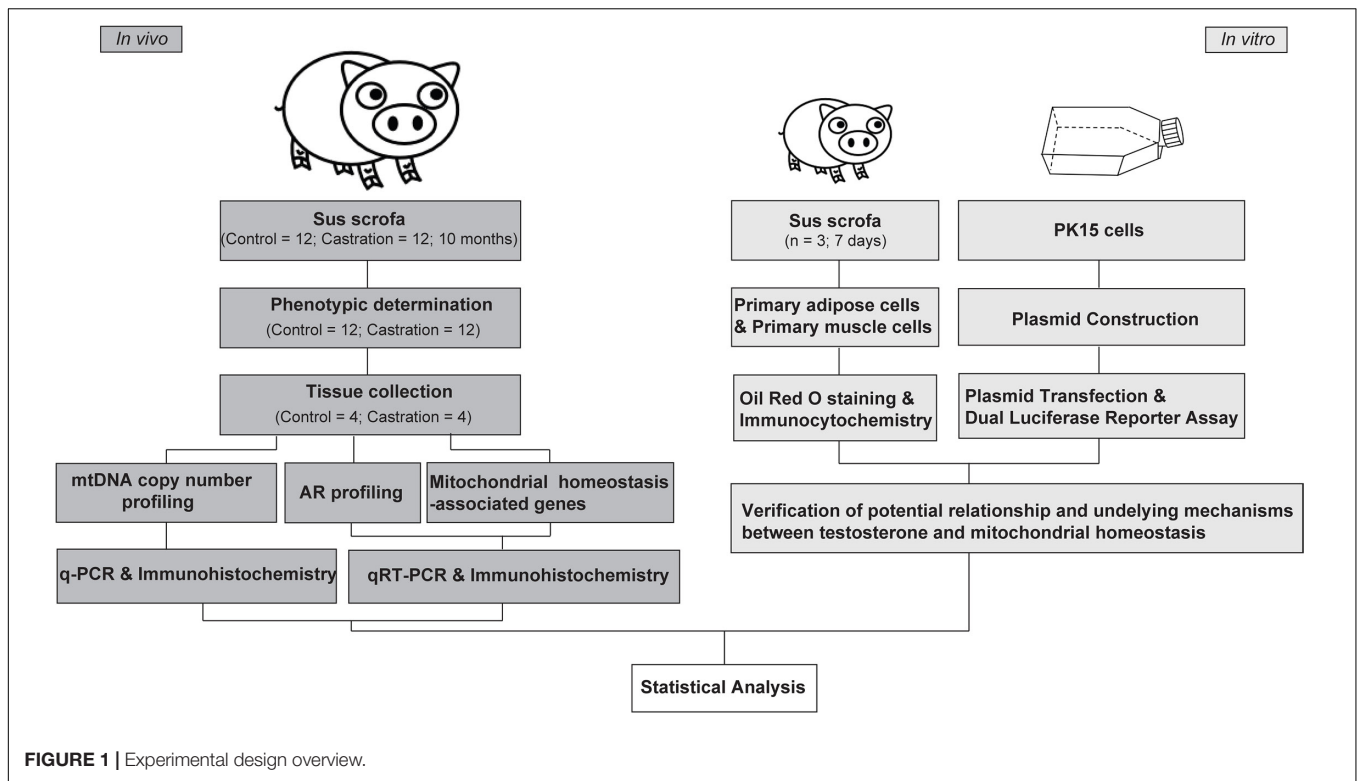 In vivo
In vitro
Sus scrofa
(Control = 12; Castration = 12; 10 months)
Phenotypic determination
(Control = 12; Castration = 12)
Tissue collection
(Control = 4; Castration = 4)
mtDNA copy number
profiling
AR profiling
Mitochondrial homeostasis
-associated genes
q-PCR & Immunohistochemistry
qRT-PCR & Immunohistochemistry
Sus scrofa
(n = 3; 7 days)
Primary adipose cells
& Primary muscle cells
Oil Red O staining &
Immunocytochemistry
PK15 cells
Plasmid Construction
Plasmid Transfection &
Dual Luciferase Reporter Assay
Verification of potential relationship and undelying mechanisms
between testosterone and mitochondrial homeostasis
Statistical Analysis
FIGURE 1 | Experimental design overview.